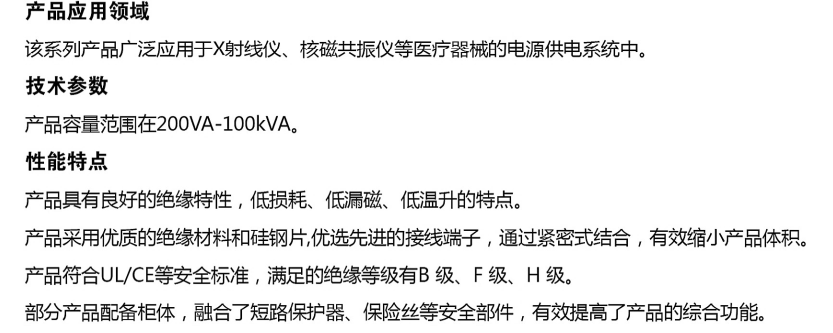 产品应用领域
该系列产品广泛应用于X射线仪、核磁共振仪等医疗器械的电源供电系统中。
技术参数
产品容量范围在200VA-100kVA。
性能特点
产品具有良好的绝缘特性，低损耗、低漏磁、低温升的特点。
产品采用优质的绝缘材料和硅钢片,优选先进的接线端子，通过紧密式结合，有效缩小产品体积。
产品符合UL/CE等安全标准，满足的绝缘等级有B 级、F 级、H 级。
部分产品配备柜体，融合了短路保护器、保险丝等安全部件，有效提高了产品的综合功能。